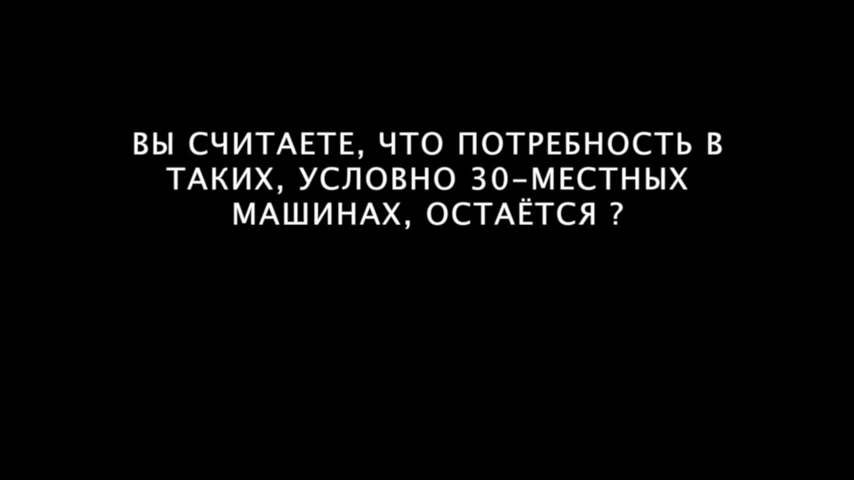 ВЫ СЧИТАЕТЕ, ЧТО ПОТРЕБНОСТЬ В
ТАКИХ, УСЛОВНО 30-МЕСТНЫХ
МАШИНАХ, ОСТАЁТСЯ ?